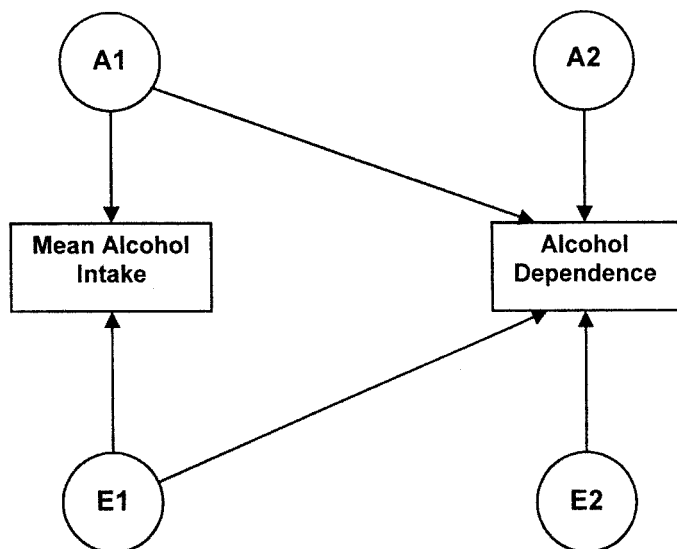 A1
A2
Mean Alcohol
Intake
Alcohol
Dependence
E1
E2